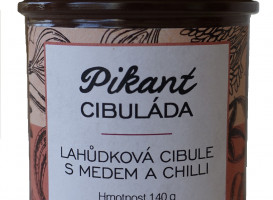 Pikant
CIBULÁDA
LAHŮDKOVÁ CIBULE
S MEDEM A CHILLI
Hmotnost 140 g